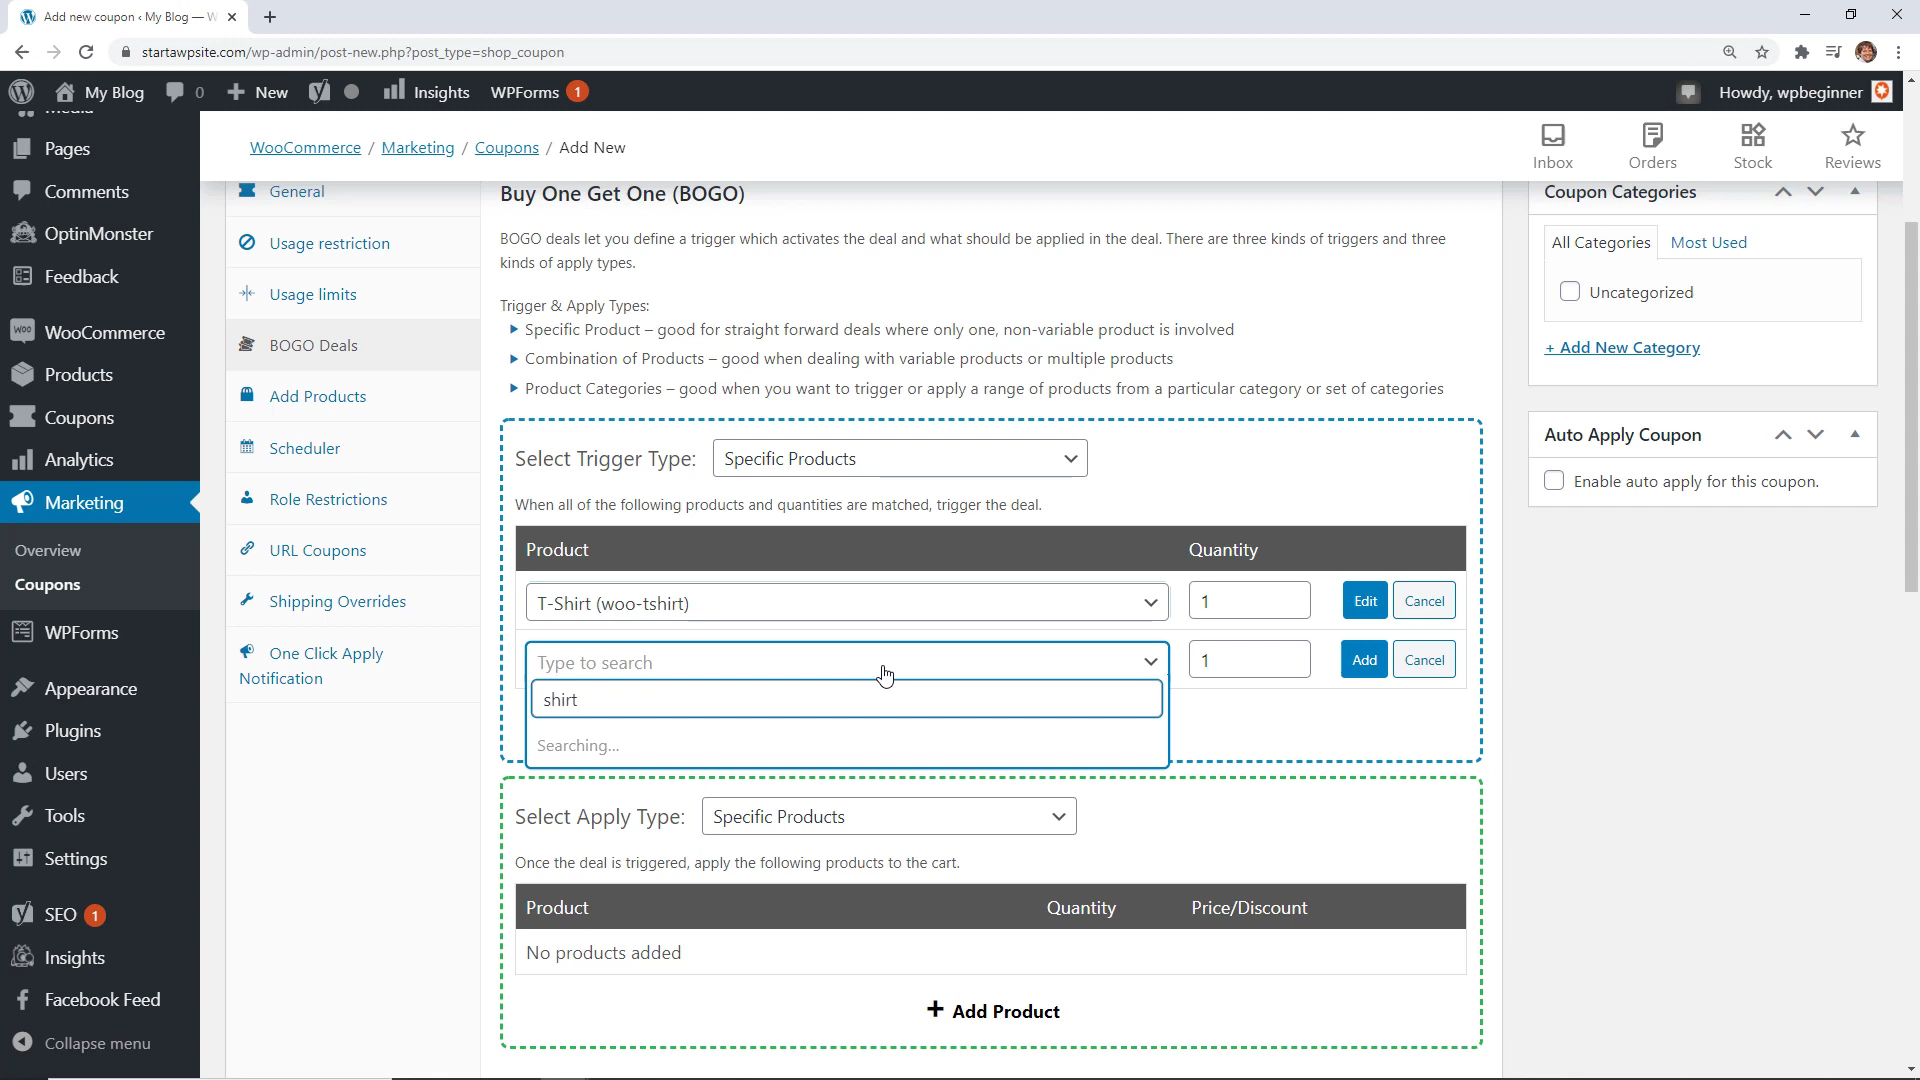 Add new coupon ‹ My Blog — W
startawpsite.com/wp-admin/post-new.php?post_type=shop_coupon
My Blog 0 New Insights WPForms 1 Howdy, wpbeginner
Media
Pages
Comments
OptinMonster
Feedback
WooCommerce
Products
Coupons
Analytics
Marketing
Overview
Coupons
WPForms
Appearance
Plugins
Users
Tools
Settings
SEO 1
Insights
Facebook Feed
Collapse menu
WooCommerce / Marketing / Coupons / Add New
Inbox
Orders
Stock
Reviews
General
Usage restriction
Usage limits
BOGO Deals
Add Products
Scheduler
Role Restrictions
URL Coupons
Shipping Overrides
One Click Apply
Notification
Buy One Get One (BOGO)
BOGO deals let you define a trigger which activates the deal and what should be applied in the deal. There are three kinds of triggers and three
kinds of apply types.
Trigger & Apply Types:
Specific Product – good for straight forward deals where only one, non-variable product is involved
Combination of Products – good when dealing with variable products or multiple products
Product Categories – good when you want to trigger or apply a range of products from a particular category or set of categories
Select Trigger Type: Specific Products
When all of the following products and quantities are matched, trigger the deal.
Product Quantity
T-Shirt (woo-tshirt) 1 Edit Cancel
Type to search 1 Add Cancel
shirt
Searching...
Select Apply Type: Specific Products
Once the deal is triggered, apply the following products to the cart.
Product Quantity Price/Discount
No products added
+ Add Product
Coupon Categories
All Categories Most Used
Uncategorized
+ Add New Category
Auto Apply Coupon
Enable auto apply for this coupon.